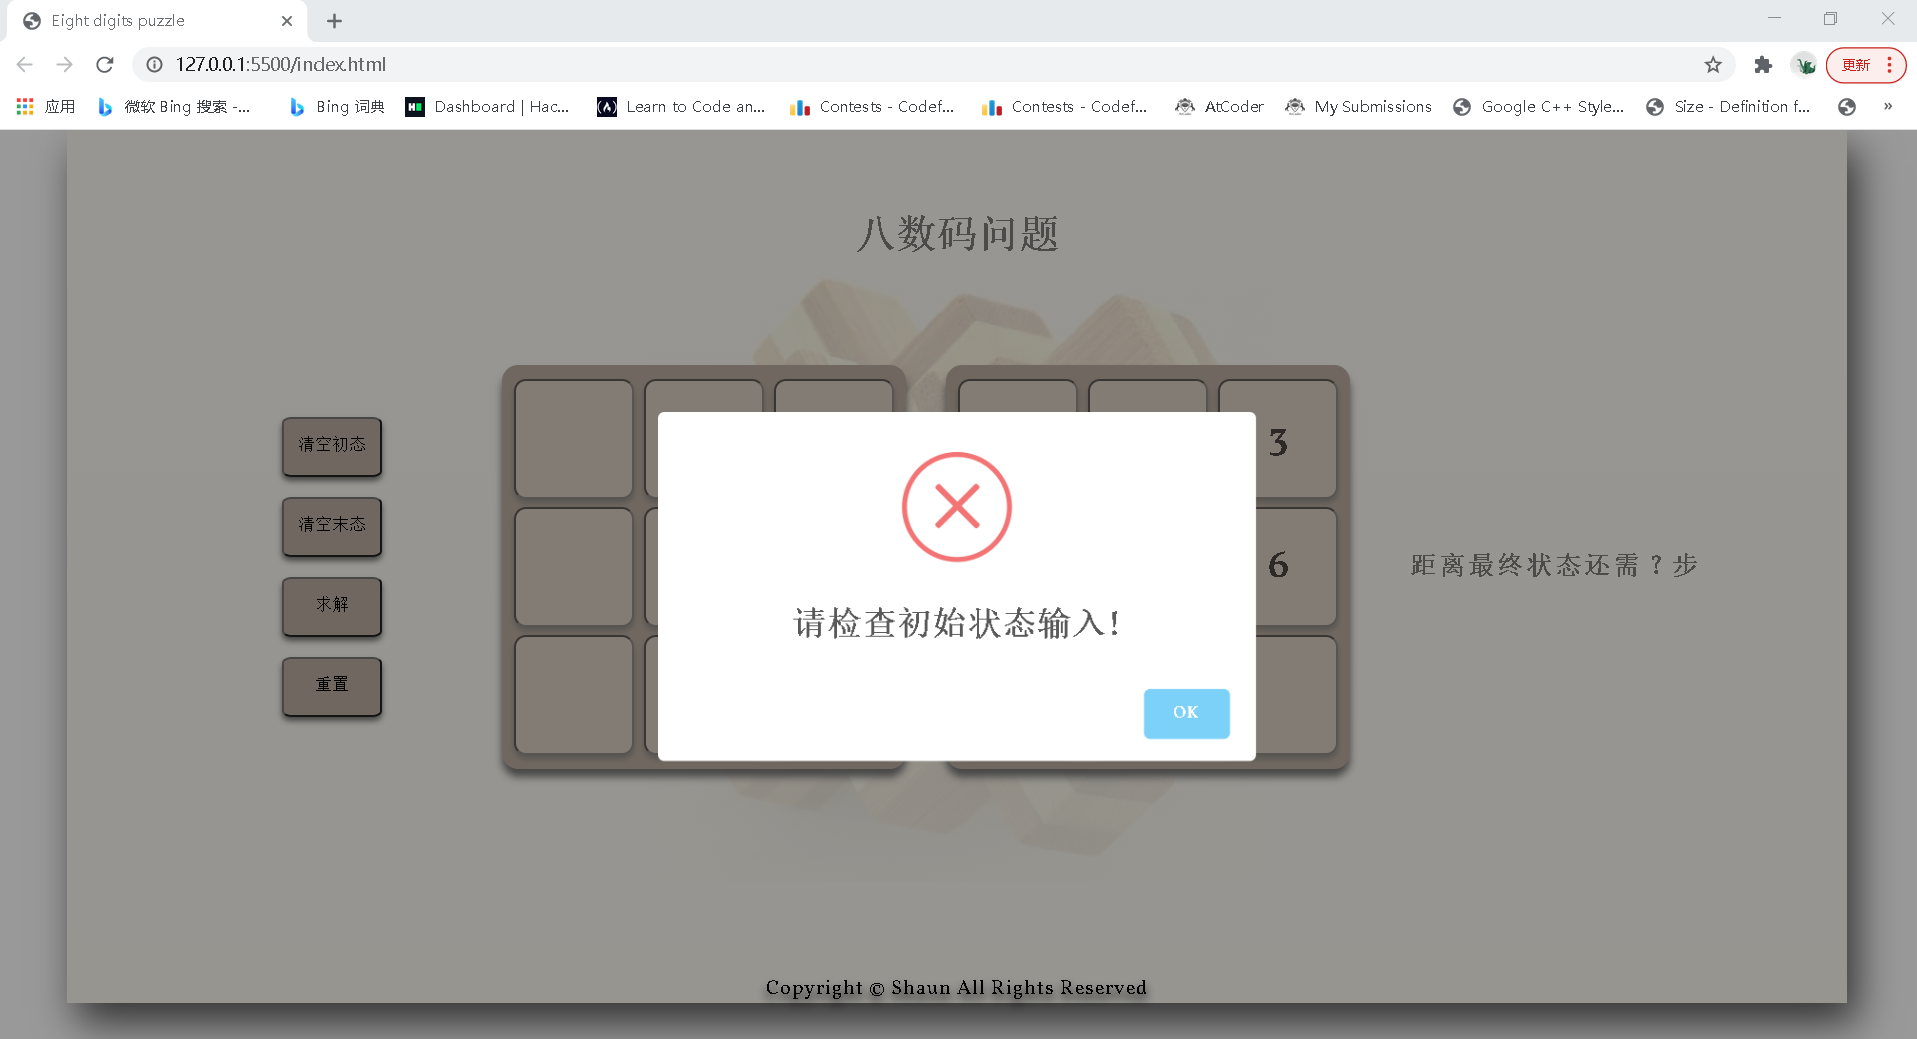 Eight digits puzzle
127.0.0.1:5500/index.html
更新
应用
微软 Bing 搜索 -...
Bing 词典
Dashboard | Hac...
Learn to Code an...
Contests - Codef...
Contests - Codef...
AtCoder
My Submissions
Google C++ Style...
Size - Definition f...
»
八数码问题
清空初态
清空末态
求解
重置
3
6
请检查初始状态输入!
OK
距离最终状态还需？步
Copyright © Shaun All Rights Reserved